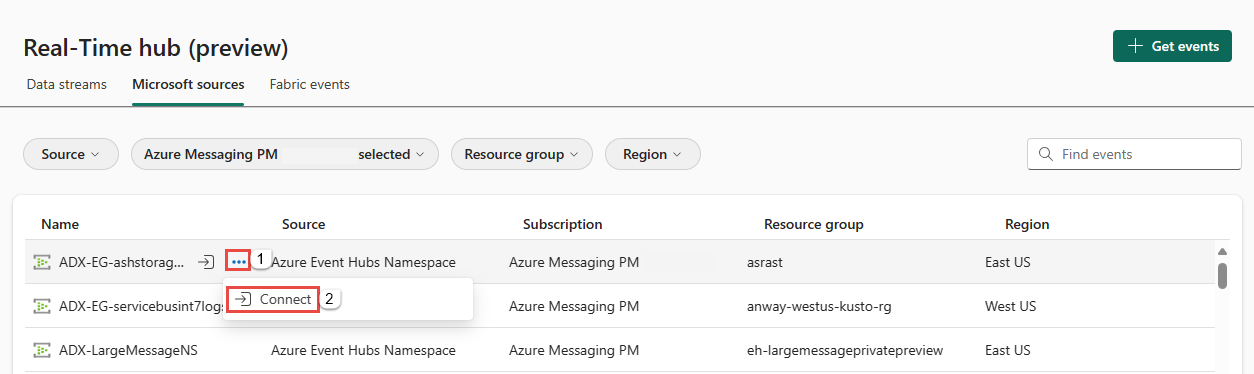 Real-Time hub (preview)
Get events
Data streams Microsoft sources Fabric events
Source Azure Messaging PM selected Resource group Region Find events
Name Source Subscription Resource group Region
ADX-EG-ashstorag... ... 1 Azure Event Hubs Namespace Azure Messaging PM asrast East US
Connect 2
ADX-EG-servicebusint7logs Azure Messaging PM anway-westus-kusto-rg West US
ADX-LargeMessageNS Azure Event Hubs Namespace Azure Messaging PM eh-largemessageprivatepreview East US